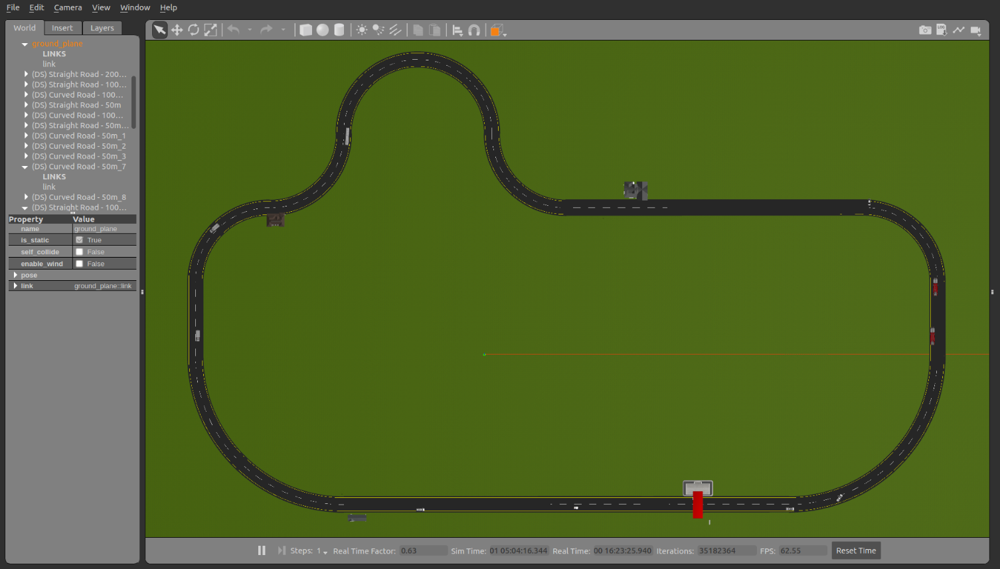 File Edit Camera View Window Help
World Insert Layers
ground_plane
LINKS
link
(DS) Straight Road - 200...
(DS) Straight Road - 100...
(DS) Curved Road - 100...
(DS) Straight Road - 50m
(DS) Curved Road - 100...
(DS) Straight Road - 50m...
(DS) Curved Road - 50m_1
(DS) Curved Road - 50m_2
(DS) Curved Road - 50m_3
(DS) Curved Road - 50m_7
LINKS
link
(DS) Curved Road - 50m_8
(DS) Straight Road - 100...
Property Value
name ground_plane
is_static True
self_collide False
enable_wind False
pose
link ground_plane::link
LOG
Steps: 1 Real Time Factor: 0.63 Sim Time: 01 05:04:16.344 Real Time: 00 16:23:25.940 Iterations: 35182364 FPS: 62.55 Reset Time